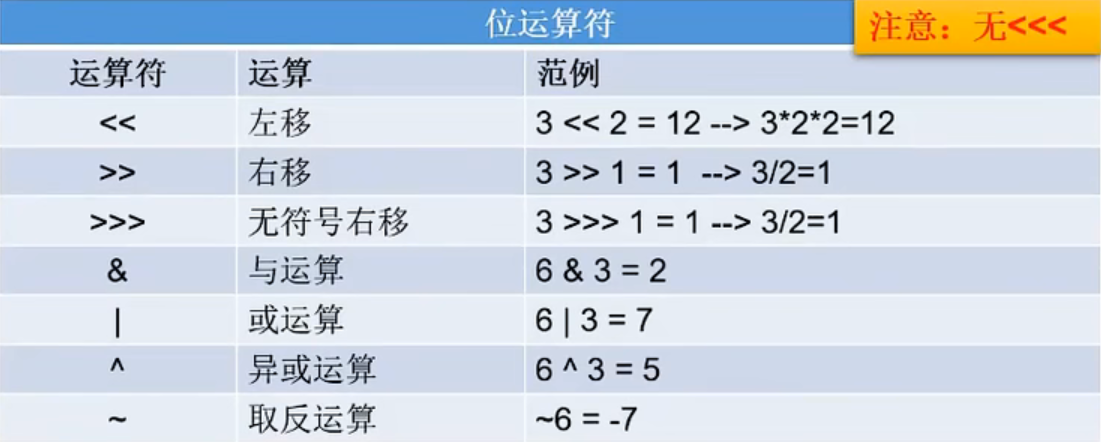 位运算符
注意：无<<<
运算符 运算 范例
<< 左移 3 << 2 = 12 --> 3*2*2=12
>> 右移 3 >> 1 = 1 --> 3/2=1
>>> 无符号右移 3 >>> 1 = 1 --> 3/2=1
& 与运算 6 & 3 = 2
| 或运算 6 | 3 = 7
^ 异或运算 6 ^ 3 = 5
~ 取反运算 ~6 = -7